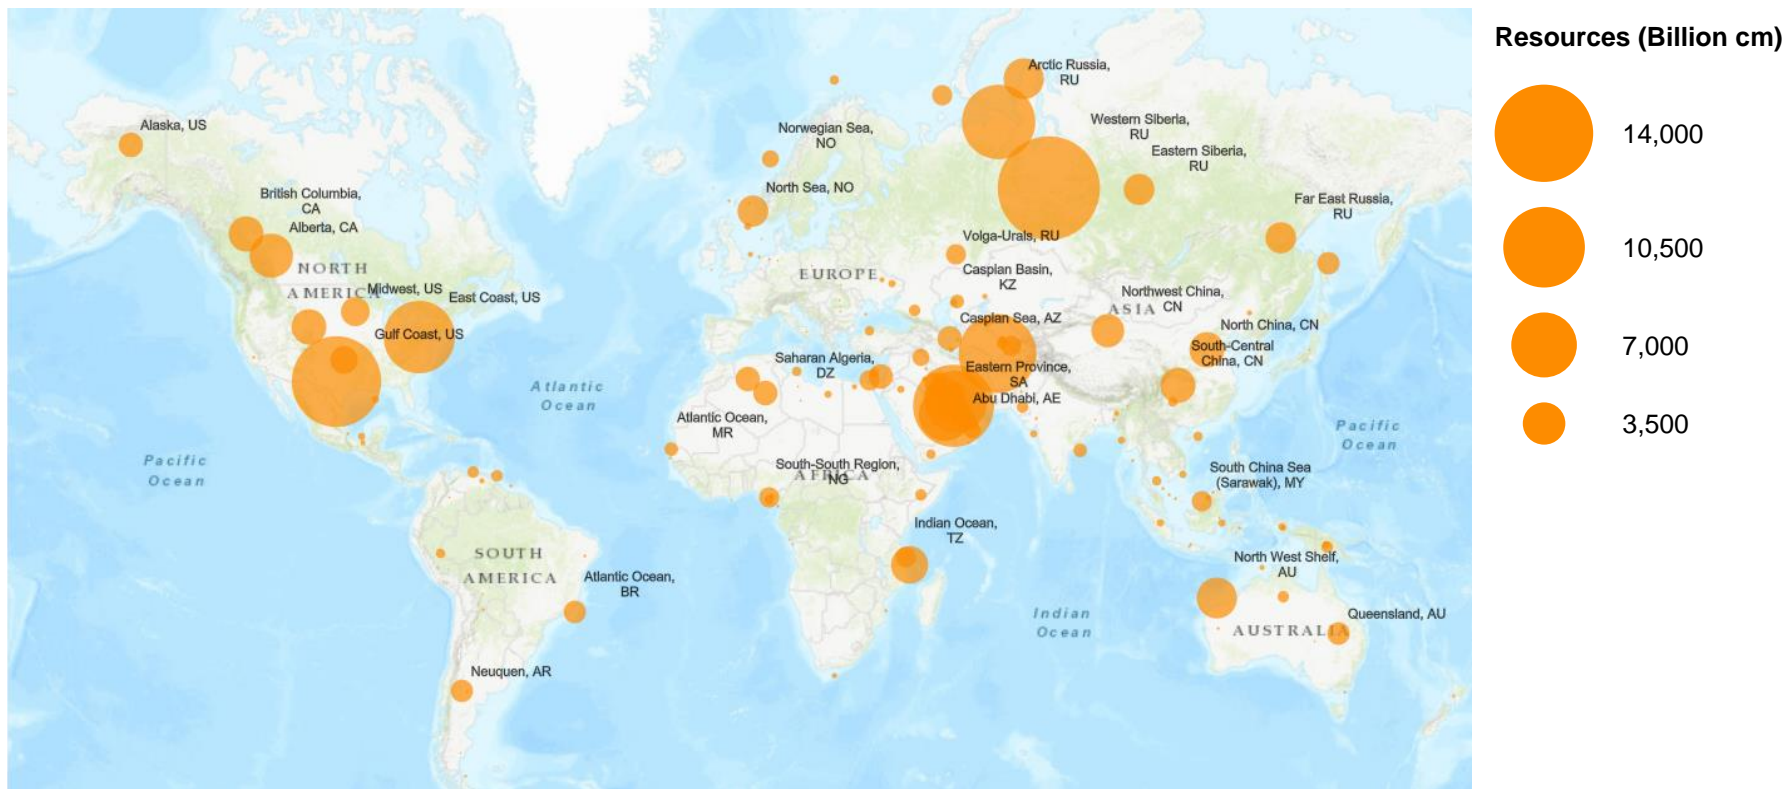 Resources (Billion cm)
14,000
10,500
7,000
3,500
Arctic Russia,
RU
Alaska, US
Norwegian Sea,
NO
Western Siberia,
RU
Eastern Siberia,
RU
British Columbia,
CA
North Sea, NO
Far East Russia,
RU
Alberta, CA
Volga-Urals, RU
NORTH
AMERICA
EUROPE
Caspian Basin,
KZ
Midwest, US
East Coast, US
Northwest China,
CN
ASIA
Gulf Coast, US
Caspian Sea, AZ
North China, CN
South-Central
China, CN
Saharan Algeria,
DZ
Eastern Province,
SA
Atlantic
Ocean
Abu Dhabi, AE
Atlantic Ocean,
MR
Pacific
Ocean
Pacific
Ocean
South-South Region,
NG
AFRICA
South China Sea
(Sarawak), MY
Indian Ocean,
TZ
SOUTH
AMERICA
North West Shelf,
AU
Atlantic Ocean,
BR
Indian
Ocean
Queensland, AU
AUSTRALIA
Neuquen, AR